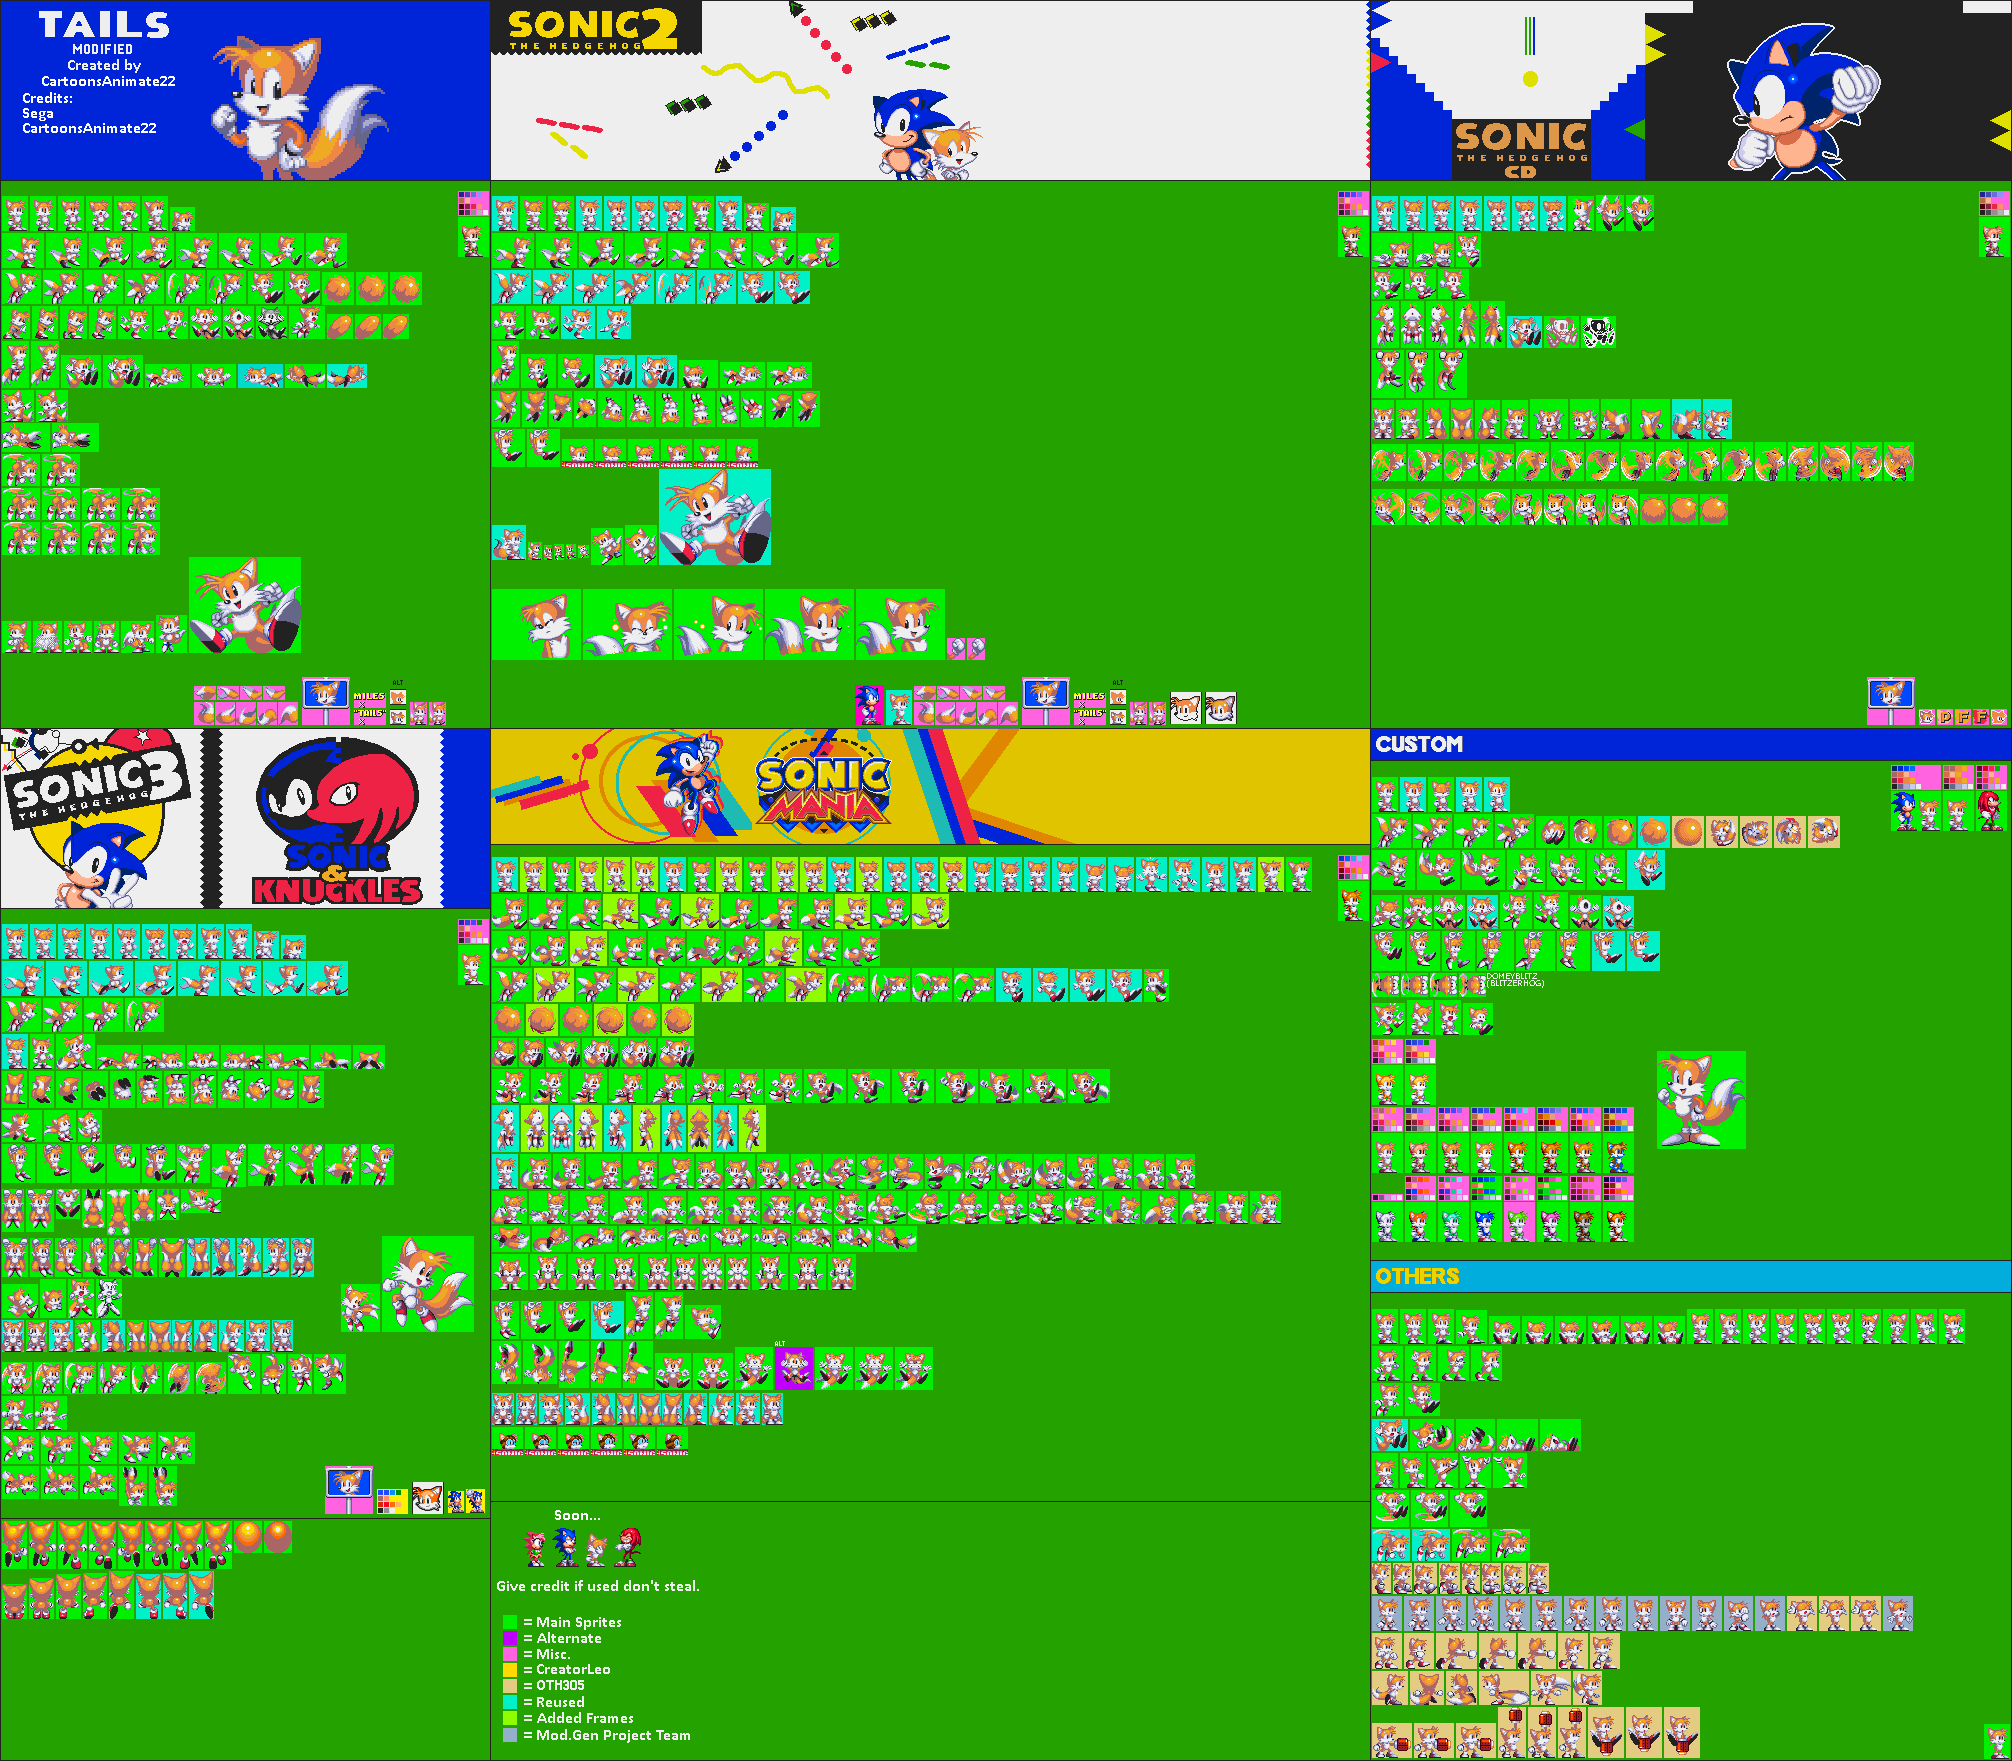 TAILS
MODIFIED
Created by
CartoonsAnimate22
Credits:
Sega
CartoonsAnimate22
SONIC 2
THE HEDGEHOG
SONIC
THE HEDGEHOG
CD
SONIC
SONIC
SONIC
SONIC
SONIC
SONIC
ALT
MILES
X
"TAILS"
X
ALT
MILES
X
"TAILS"
X
P
F
F
SONIC 3
THE HEDGEHOG
SONIC
&
KNUCKLES
SONIC
MANIA
CUSTOM
DOMEYBLITZ
(BLITZERHOG)
OTHERS
ALT
SONIC
SONIC
SONIC
SONIC
SONIC
SONIC
Soon...
Give credit if used don't steal.
= Main Sprites
= Alternate
= Misc.
= CreatorLeo
= OTH305
= Reused
= Added Frames
= Mod.Gen Project Team